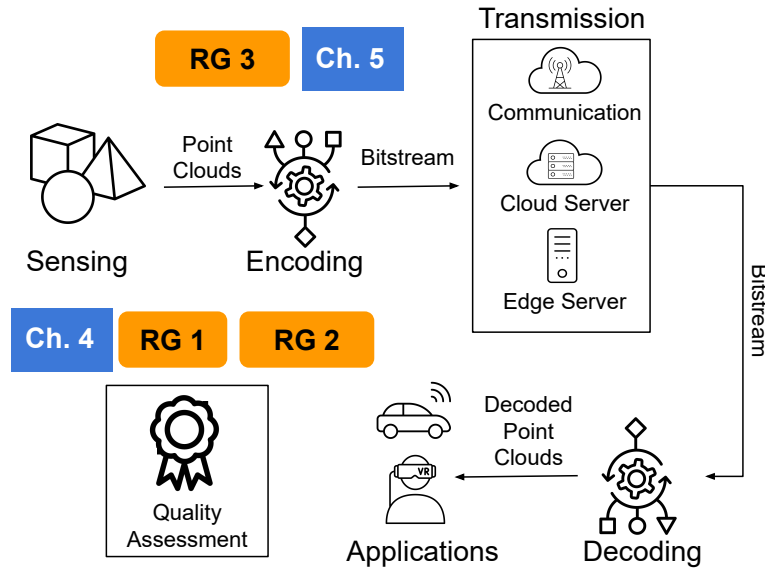 Transmission
RG 3
Ch. 5
Communication
Point
Clouds
Bitstream
Cloud Server
Sensing
Encoding
Edge Server
Bitstream
Ch. 4
RG 1
RG 2
Decoded
Point
Clouds
VR
Quality
Assessment
Applications
Decoding